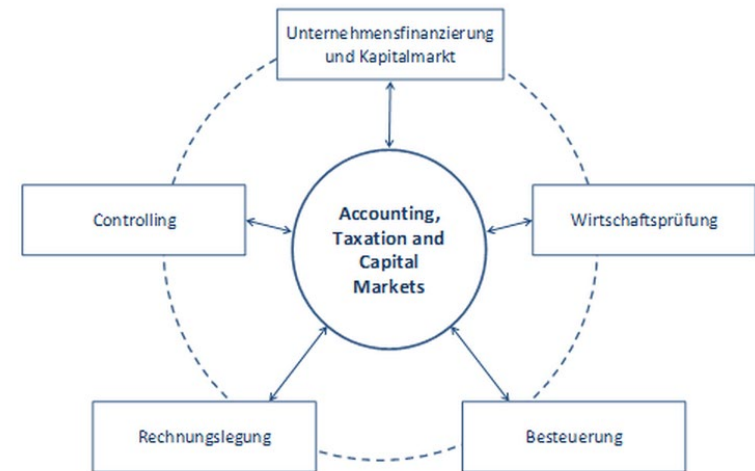 Unternehmensfinanzierung
und Kapitalmarkt
Controlling
Accounting,
Taxation and
Capital
Markets
Wirtschaftsprüfung
Rechnungslegung
Besteuerung